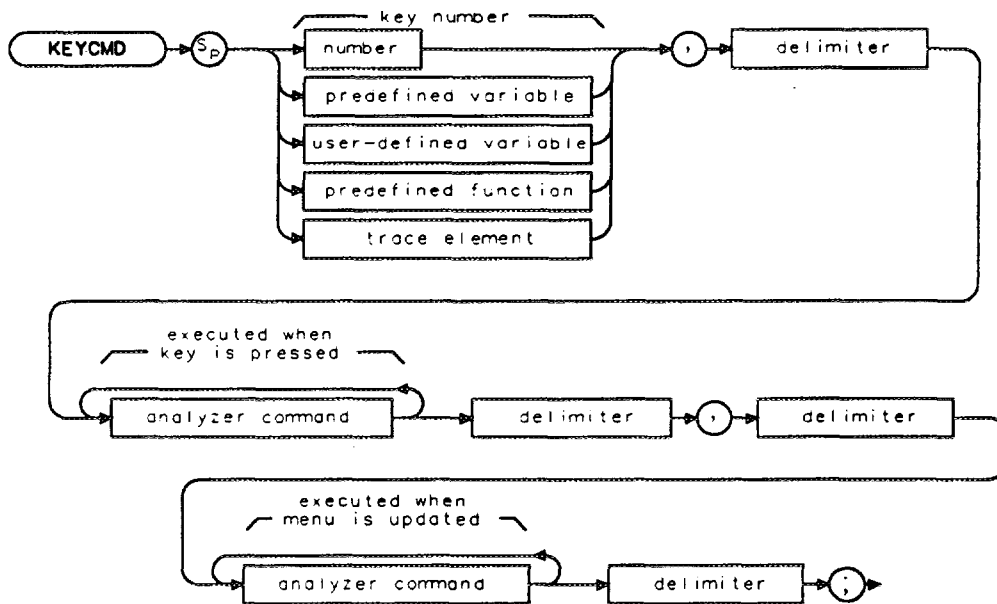 key number
KEYCMD
Sp
number
,
delimiter
predefined variable
user-defined variable
predefined function
trace element
executed when
key is pressed
analyzer command
delimiter
,
delimiter
executed when
menu is updated
analyzer command
delimiter
;